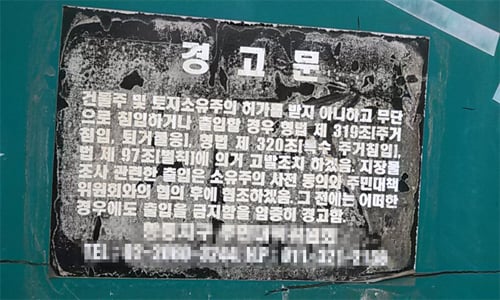 경고문
건물주 및 토지소유주의 허가를 받지 아니하고 무단
으로 침입하거나 출입할 경우 형법 제 319조[주거
침입, 퇴거불응], 형법 제 320조[특수 주거침입],
법 제 97조[벌칙]에 의거 고발조치 하겠음. 지장물
조사 관련한 출입은 소유주의 사전 동의와 주민대책
위원회와의 협의 후에 협조하겠음. 그 전에는 어떠한
경우에도 출입을 금지함을 엄중히 경고함.
TEL : HP :